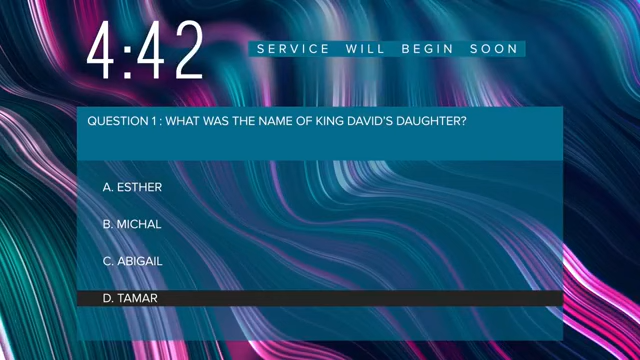 4:42
SERVICE WILL BEGIN SOON
QUESTION 1 : WHAT WAS THE NAME OF KING DAVID'S DAUGHTER?
A. ESTHER
B. MICHAL
C. ABIGAIL
D. TAMAR